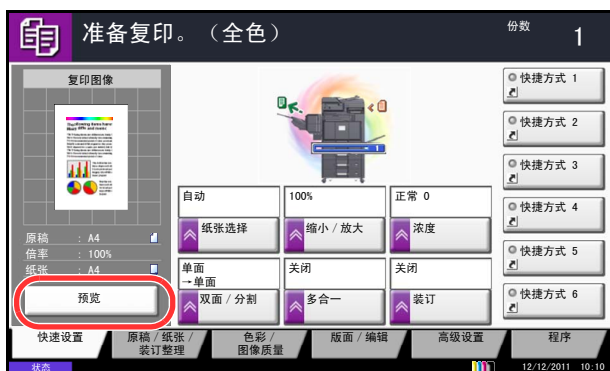 准备复印。（全色）
份数
1
复印图像
原稿 : A4
倍率 : 100%
纸张 : A4
预览
1
自动
纸张选择
100%
缩小 / 放大
正常 0
浓度
单面
→单面
双面 / 分割
关闭
多合一
关闭
装订
快捷方式 1
快捷方式 2
快捷方式 3
快捷方式 4
快捷方式 5
快捷方式 6
快速设置
原稿 / 纸张 /
装订整理
色彩 /
图像质量
版面 / 编辑
高级设置
程序
状态
12/12/2011 10:10